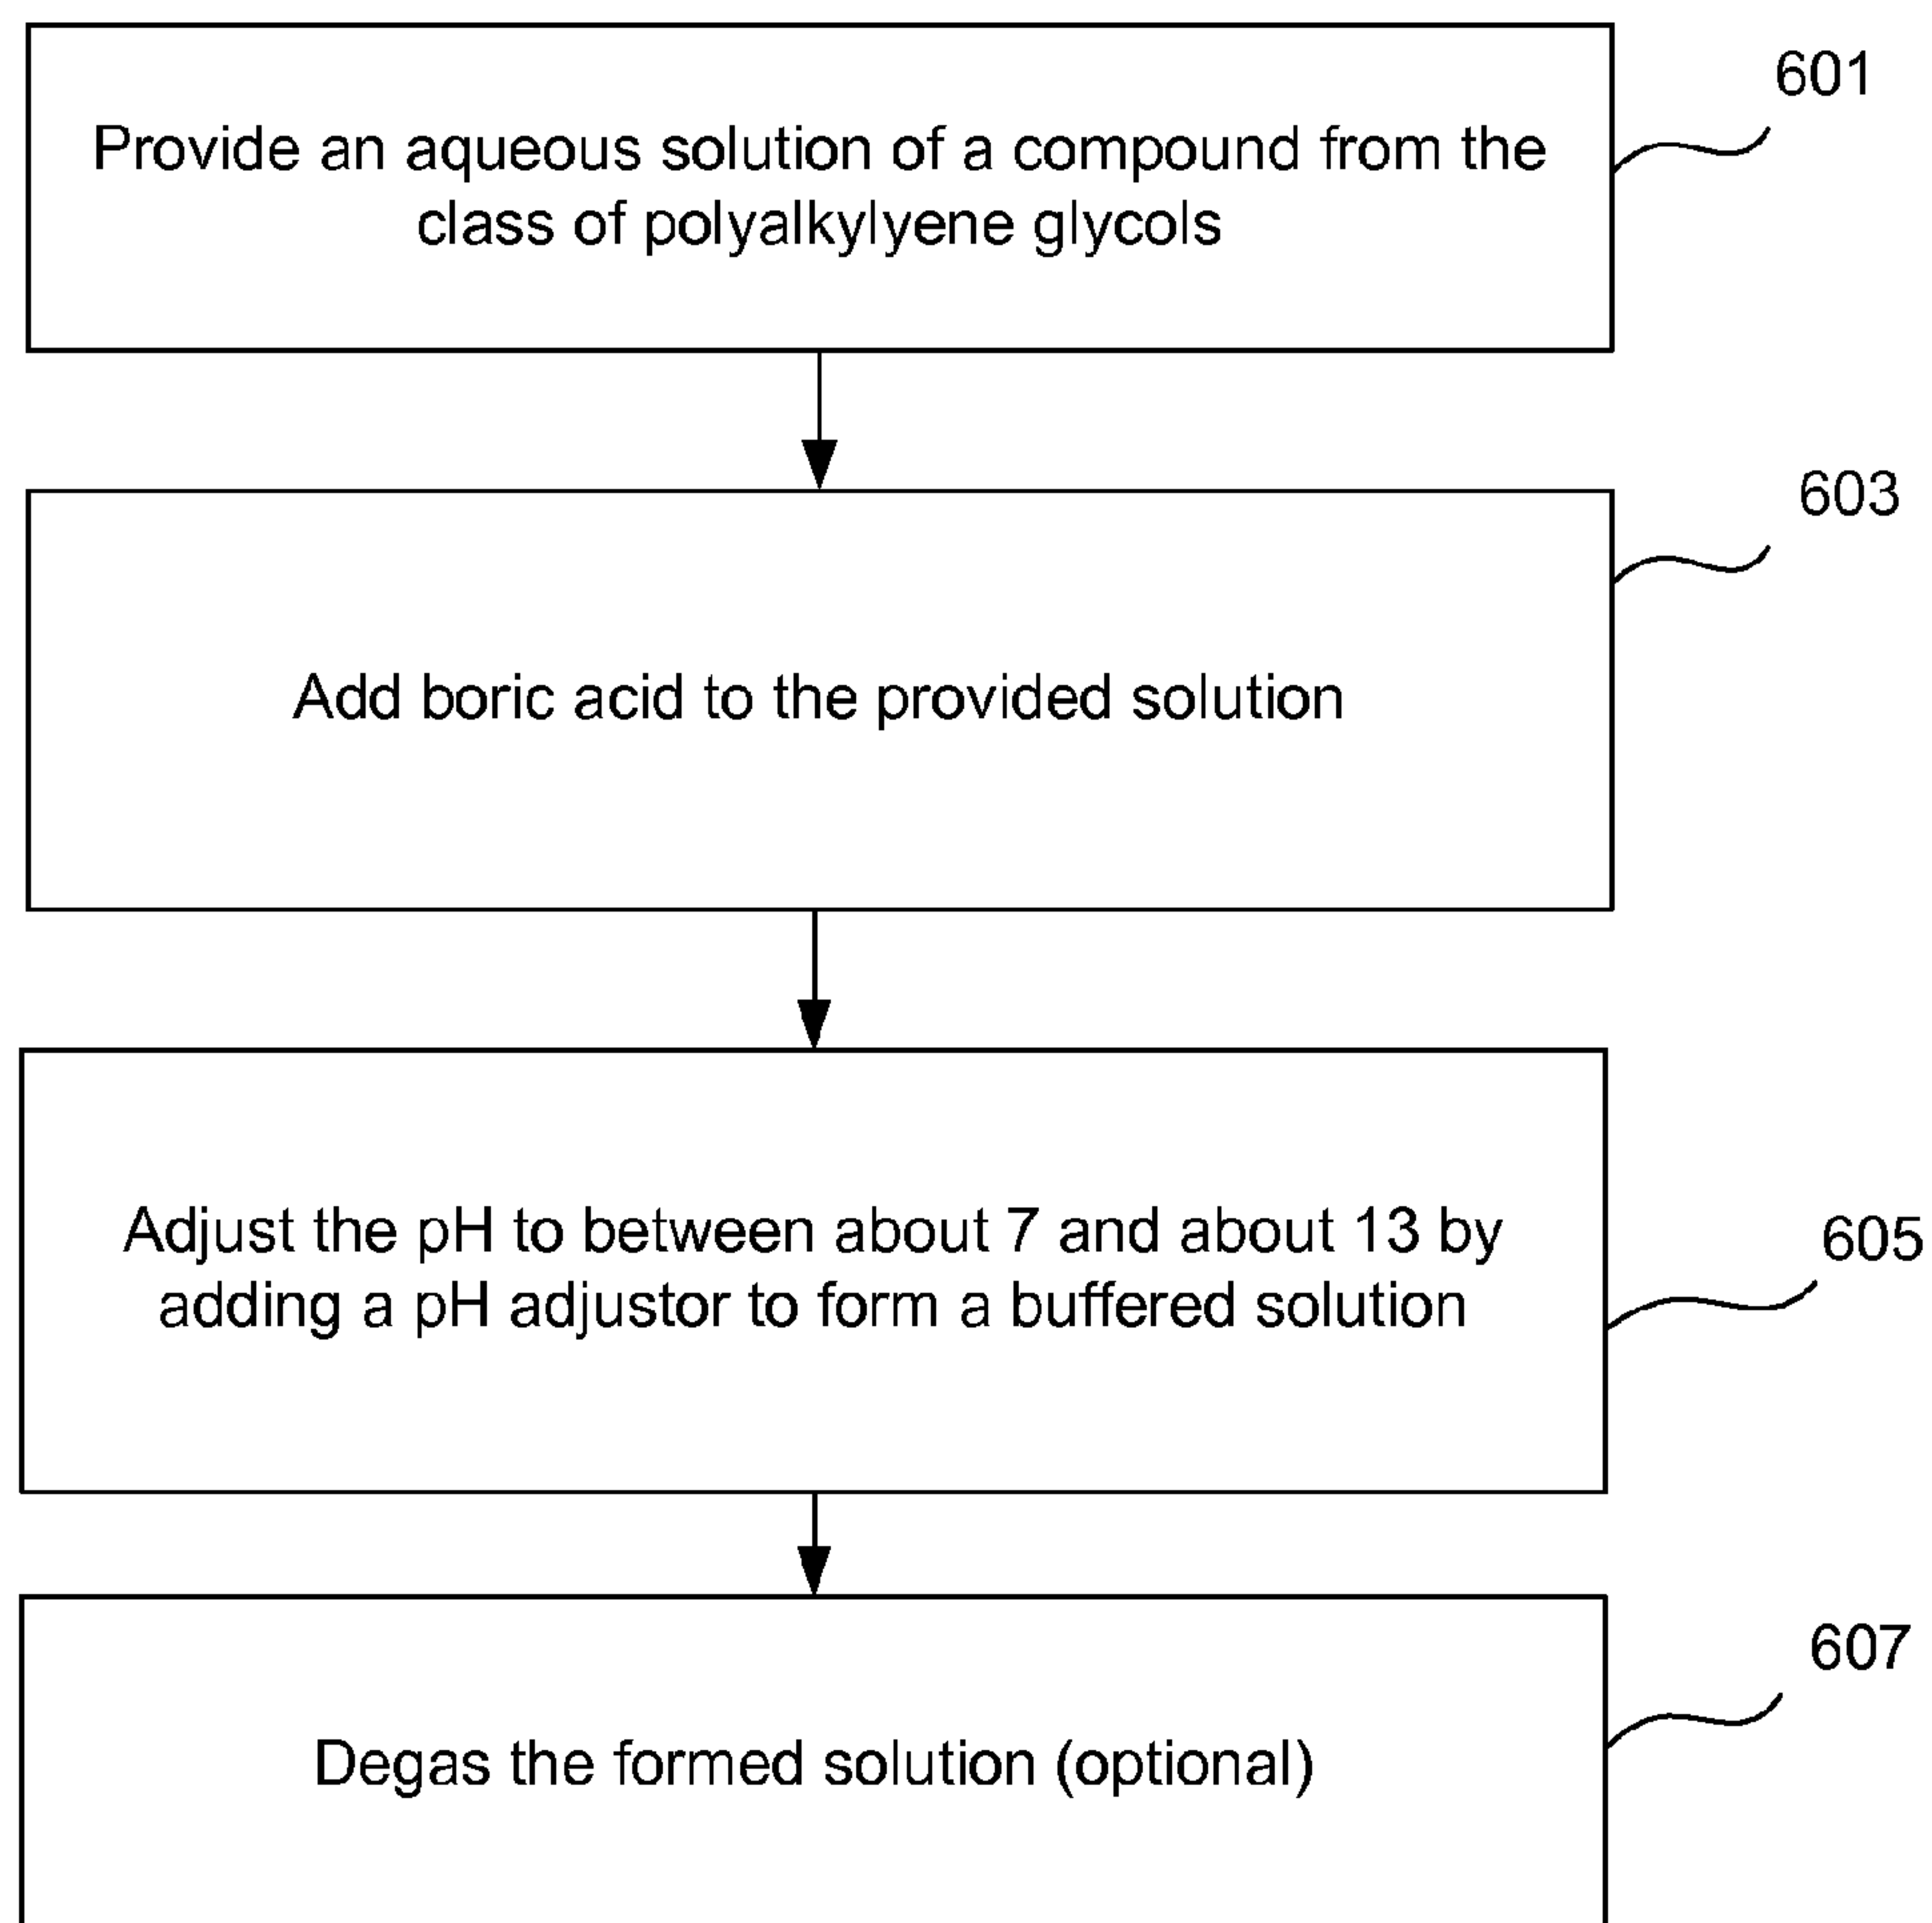 601
Provide an aqueous solution of a compound from the
class of polyalkylyene glycols
603
Add boric acid to the provided solution
Adjust the pH to between about 7 and about 13 by
adding a pH adjustor to form a buffered solution
605
607
Degas the formed solution (optional)